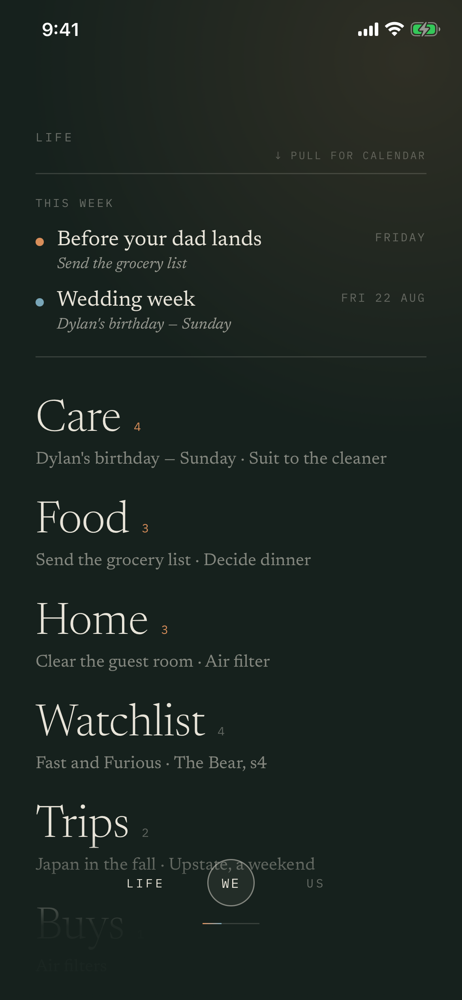 9:41
LIFE
↓ PULL FOR CALENDAR
THIS WEEK
Before your dad lands
FRIDAY
Send the grocery list
Wedding week
FRI 22 AUG
Dylan's birthday – Sunday
Care 4
Dylan's birthday – Sunday · Suit to the cleaner
Food 3
Send the grocery list · Decide dinner
Home 3
Clear the guest room · Air filter
Watchlist 4
Fast and Furious · The Bear, s4
Trips 2
Japan in the fall · Upstate, a weekend
LIFE
WE
US
Buys
Air filters